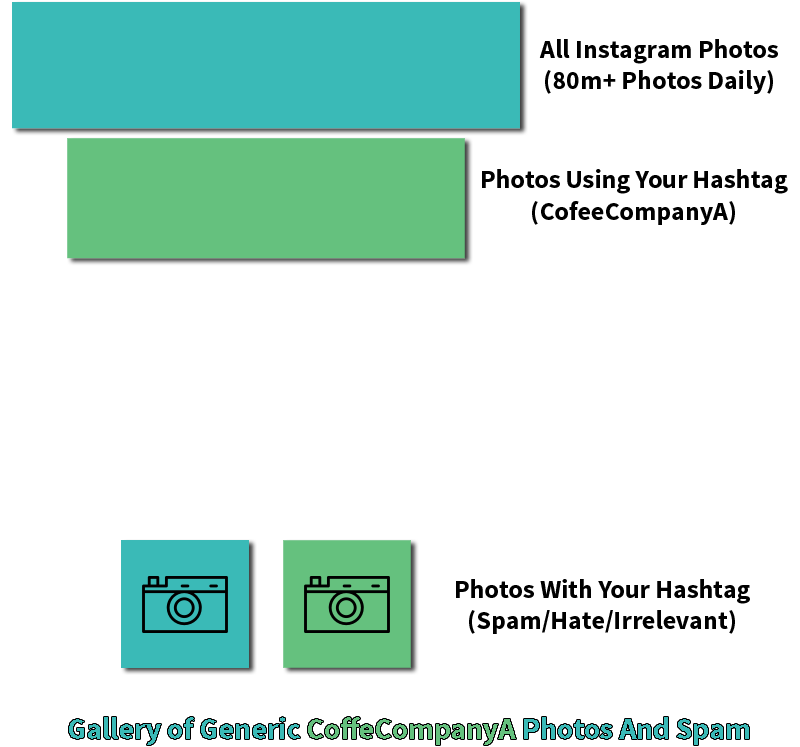 All Instagram Photos
(80m+ Photos Daily)
Photos Using Your Hashtag
(CofeeCompanyA)
Photos With Your Hashtag
(Spam/Hate/Irrelevant)
Gallery of Generic CoffeCompanyA Photos And Spam